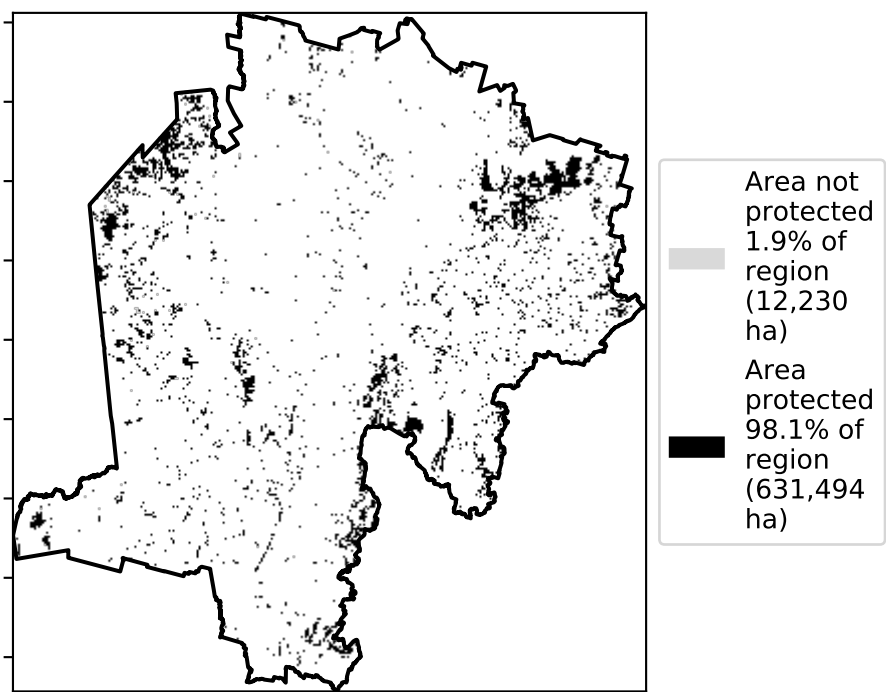 Area not
protected
1.9% of
region
(12,230
ha)
Area
protected
98.1% of
region
(631,494
ha)